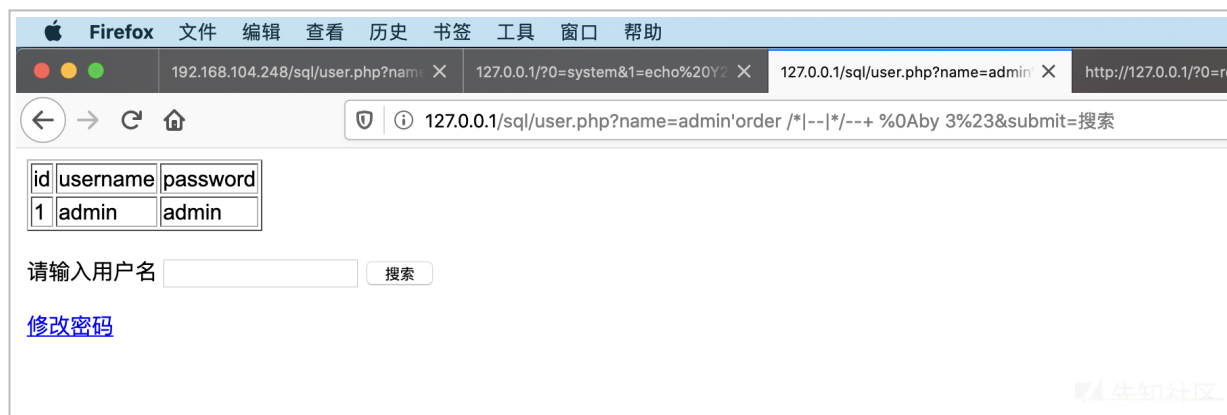 Firefox 文件 编辑 查看 历史 书签 工具 窗口 帮助
192.168.104.248/sql/user.php?name 127.0.0.1/?0=system&1=echo%20Y2 127.0.0.1/sql/user.php?name=admin' http://127.0.0.1/?0=r
127.0.0.1/sql/user.php?name=admin'order /*|--|*/--+ %0Aby 3%23&submit=搜索
id username password
1 admin admin
请输入用户名 搜索
修改密码
先知社区